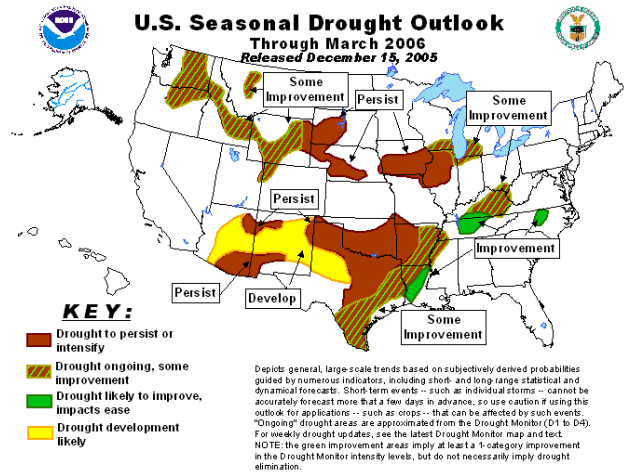 U.S. Seasonal Drought Outlook
Through March 2006
Released December 15, 2005
Some
Improvement
Persist
Some
Improvement
Persist
Improvement
Persist
Develop
Some
Improvement
KEY:
Drought to persist or
intensify
Drought ongoing, some
improvement
Drought likely to improve,
impacts ease
Drought development
likely
Depicts general, large-scale trends based on subjectively derived probabilities
guided by numerous indicators, including short- and long-range statistical and
dynamical forecasts. Short-term events -- such as individual storms -- cannot be
accurately forecast more that a few days in advance, so use caution if using this
outlook for applications -- such as crops -- that can be affected by such events.
"Ongoing" drought areas are approximated from the Drought Monitor (D1 to D4).
For weekly drought updates, see the latest Drought Monitor map and text.
NOTE: the green improvement areas imply at least a 1-category improvement
in the Drought Monitor intensity levels, but do not necessarily imply drought
elimination.